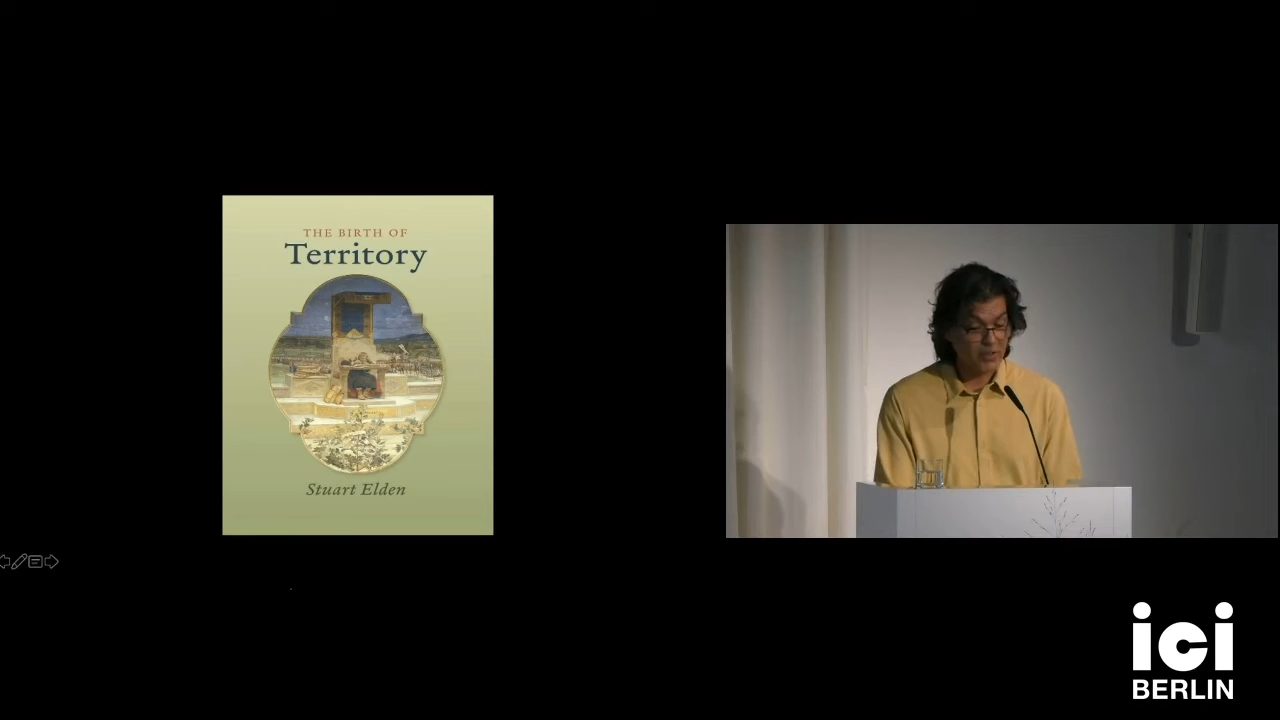 THE BIRTH OF
Territory
Stuart Elden
ici
BERLIN